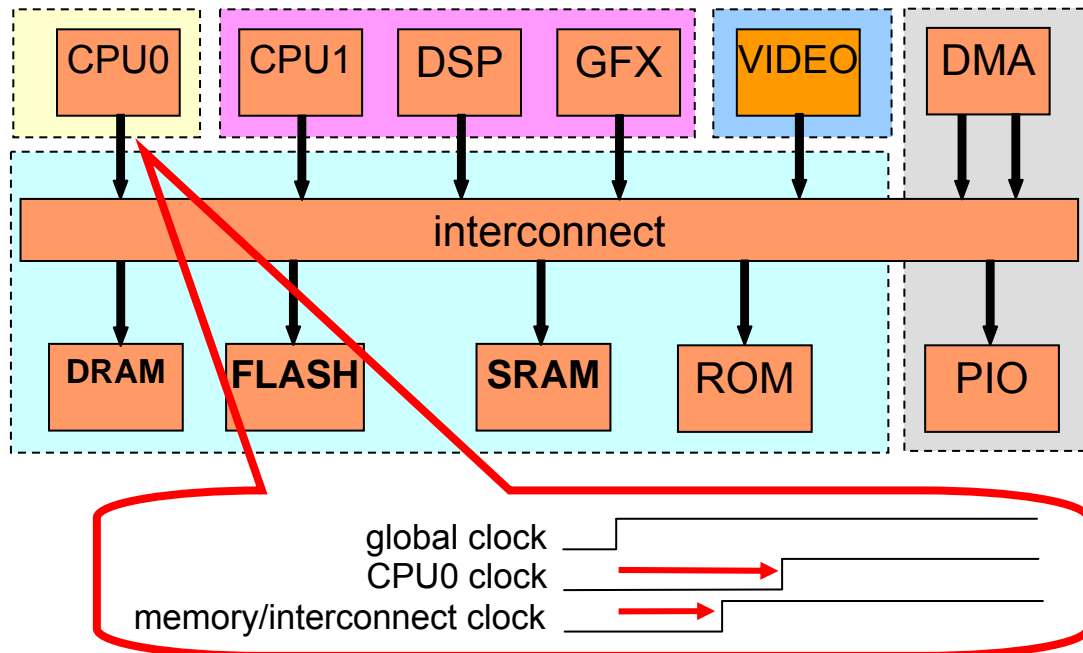 CPU0
CPU1
DSP
GFX
VIDEO
DMA
interconnect
DRAM
FLASH
SRAM
ROM
PIO
global clock
CPU0 clock
memory/interconnect clock